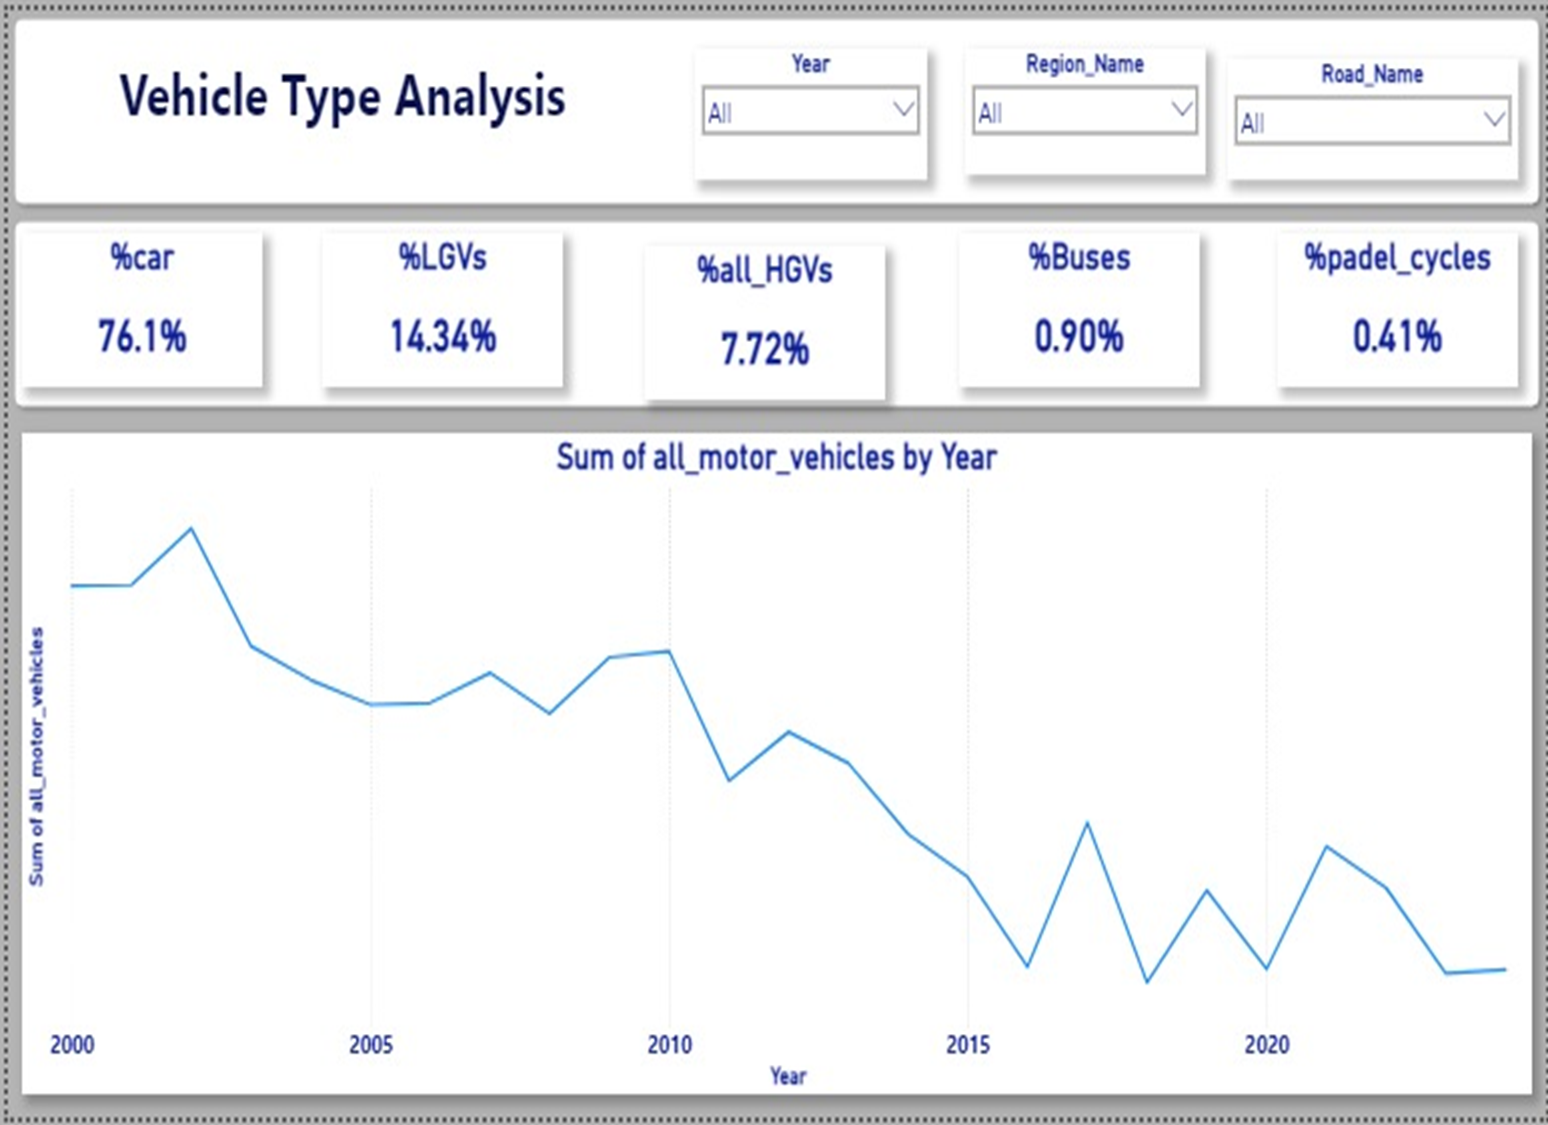 Vehicle Type Analysis
Year
All
Region_Name
All
Road_Name
All
%car
76.1%
%LGVs
14.34%
%all_HGVs
7.72%
%Buses
0.90%
%padel_cycles
0.41%
Sum of all_motor_vehicles by Year
Sum of all_motor_vehicles
2000 2005 2010 2015 2020
Year